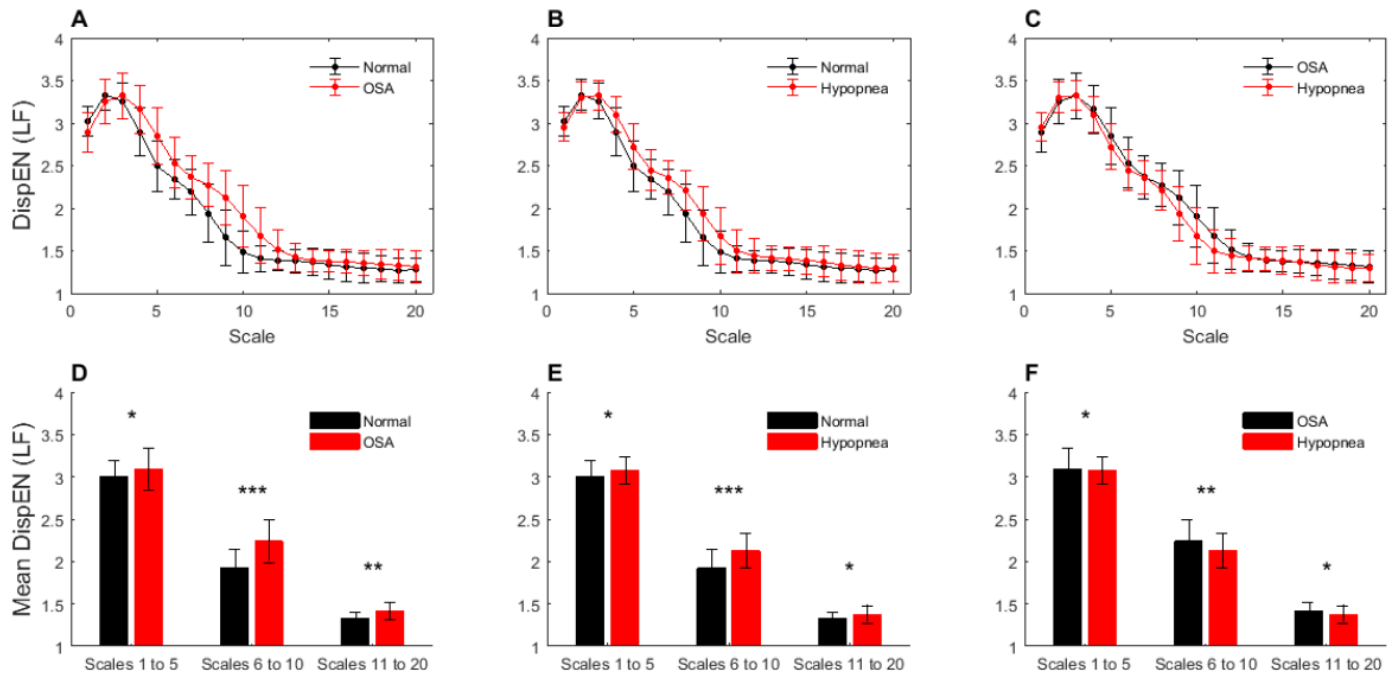 A
DispEN (LF)
4
3.5
3
2.5
2
1.5
1
Normal
OSA
0 5 10 15 20
Scale
B
4
3.5
3
2.5
2
1.5
1
Normal
Hypopnea
0 5 10 15 20
Scale
C
4
3.5
3
2.5
2
1.5
1
OSA
Hypopnea
0 5 10 15 20
Scale
D
Mean DispEN (LF)
4
3.5
3
2.5
2
1.5
1
Normal
OSA
*
***
**
Scales 1 to 5 Scales 6 to 10 Scales 11 to 20
E
4
3.5
3
2.5
2
1.5
1
Normal
Hypopnea
*
***
*
Scales 1 to 5 Scales 6 to 10 Scales 11 to 20
F
4
3.5
3
2.5
2
1.5
1
OSA
Hypopnea
*
**
*
Scales 1 to 5 Scales 6 to 10 Scales 11 to 20